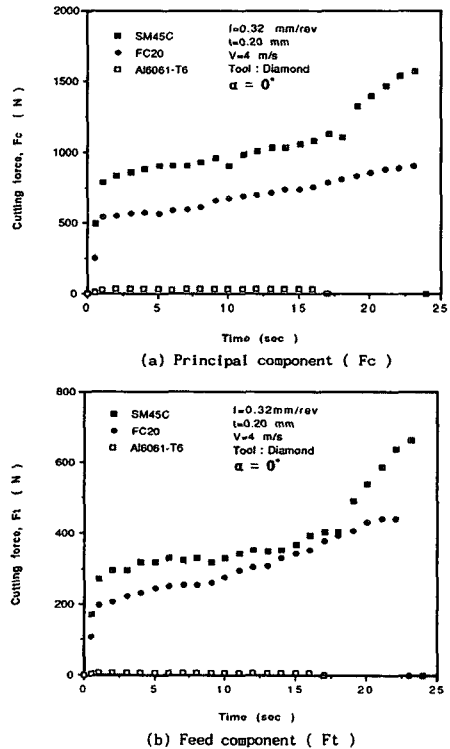 2000
1500
1000
500
0
Cutting force, Fc ( N )
SM45C
FC20
Al6061-T6
f=0.32 mm/rev
t=0.20 mm
V=4 m/s
Tool : Diamond
α = 0°
0 5 10 15 20 25
Time (sec )
(a) Principal component ( Fc )
800
600
400
200
0
Cutting force, Ft ( N )
SM45C
FC20
Al6061-T6
f=0.32mm/rev
t=0.20 mm
V=4 m/s
Tool : Diamond
α = 0°
0 5 10 15 20 25
Time (sec )
(b) Feed component ( Ft )